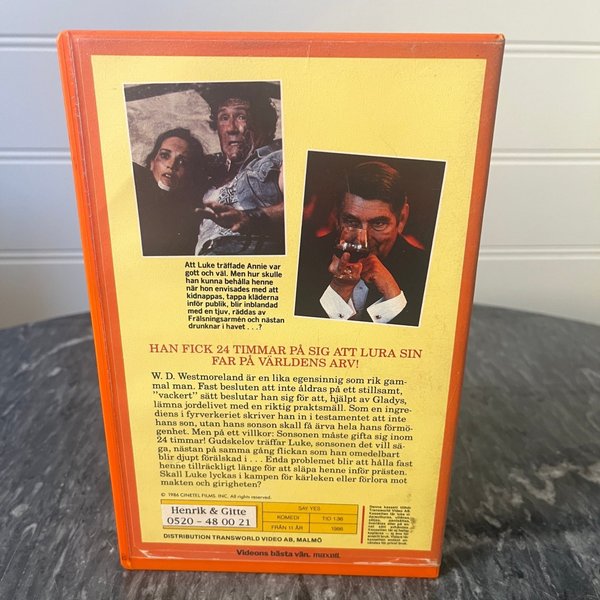 Att Luke träffade Annie var
gott och väl. Men hur skulle
han kunna behålla henne
när hon envisades med att
kidnappas, tappa kläderna
inför publik, blir inblandad
med en tjuv, räddas av
Frälsningsarmén och nästan
drunknar i havet . . .?
HAN FICK 24 TIMMAR PÅ SIG ATT LURA SIN
FAR PÅ VÄRLDENS ARV!
W. D. Westmoreland är en lika egensinnig som rik gam-
mal man. Fast besluten att inte åldras på ett stillsamt,
"vackert" sätt beslutar han sig för att, hjälpt av Gladys,
lämna jordelivet med en riktig praktsmäll. Som en ingre-
diens i fyrverkeriet skriver han in i testamentet att inte
hans son, utan hans sonson skall få ärva hela hans förmö-
genhet. Men på ett villkor: Sonsonen måste gifta sig inom
24 timmar! Gudskelov träffar Luke, sonsonen det vill sä-
ga, nästan på samma gång flickan som han omedelbart
blir djupt förälskad i . . . Enda problemet blir att hålla fast
henne tillräckligt länge för att släpa henne inför prästen.
Skall Luke lyckas i kampen för kärleken eller förlora mot
makten och girigheten?
© 1986 CINETEL FILMS, INC. All rights reserved.
Henrik & Gitte
0520 - 48 00 21
SAY YES
KOMEDI TID 1:36
FRÅN 11 ÅR 1986
DISTRIBUTION TRANSWORLD VIDEO AB, MALMÖ
Videons bästa vän. maxell.